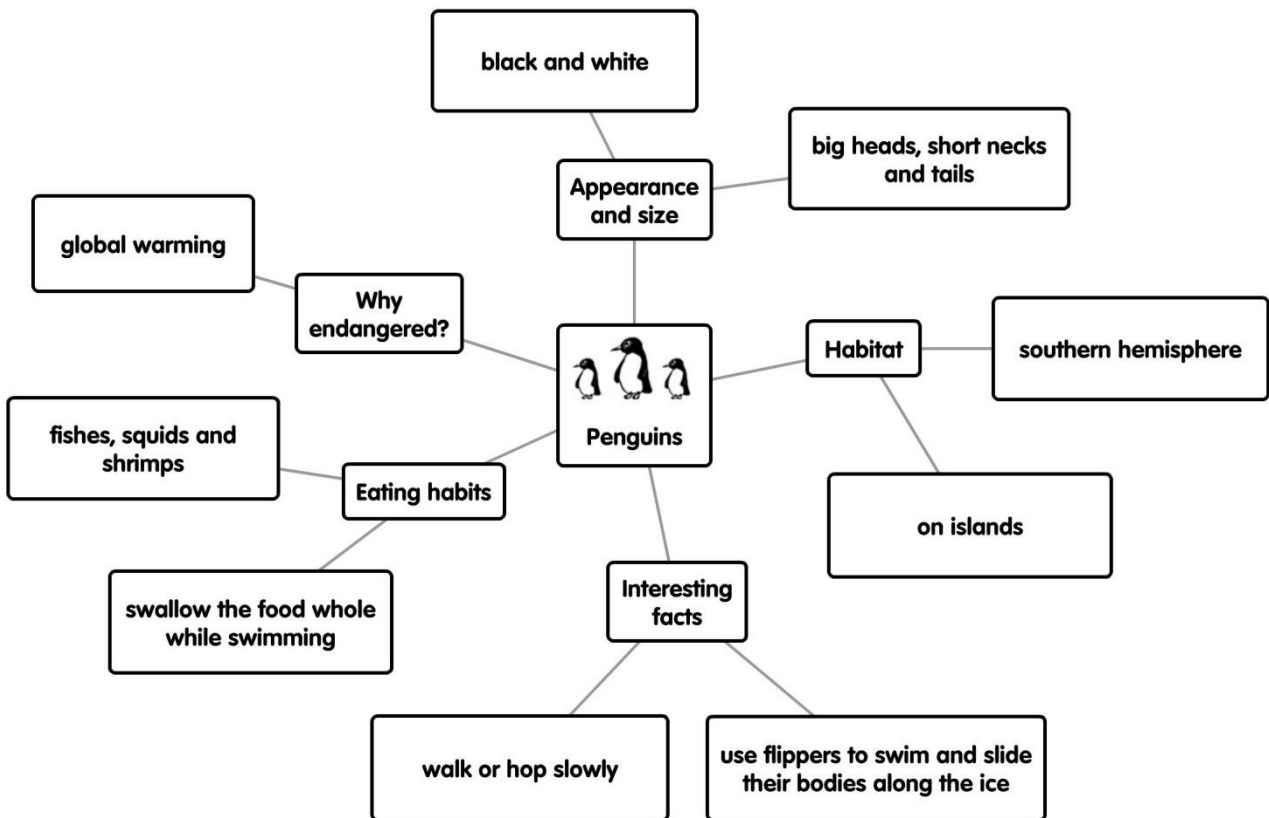 black and white
big heads, short necks
and tails
Appearance
and size
global warming
Why
endangered?
Habitat
southern hemisphere
Penguins
fishes, squids and
shrimps
Eating habits
on islands
swallow the food whole
while swimming
Interesting
facts
walk or hop slowly
use flippers to swim and slide
their bodies along the ice